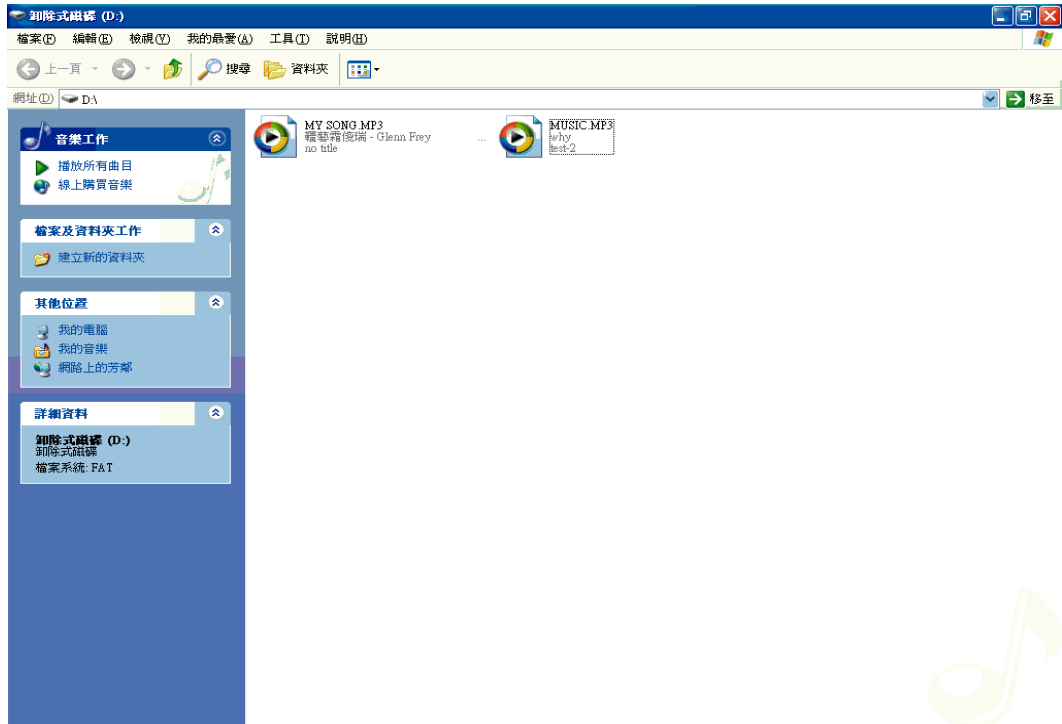 卸除式磁碟 (D:)
檔案(F) 編輯(E) 檢視(V) 我的最愛(A) 工具(T) 說明(H)
上一頁 搜尋 資料夾
網址(D) D:\ 移至
音樂工作
播放所有曲目
線上購買音樂
檔案及資料夾工作
建立新的資料夾
其他位置
我的電腦
我的音樂
網路上的芳鄰
詳細資料
卸除式磁碟 (D:)
卸除式磁碟
檔案系統: FAT
MY SONG.MP3
- Glenn Frey ...
no title
MUSIC.MP3
why
test-2